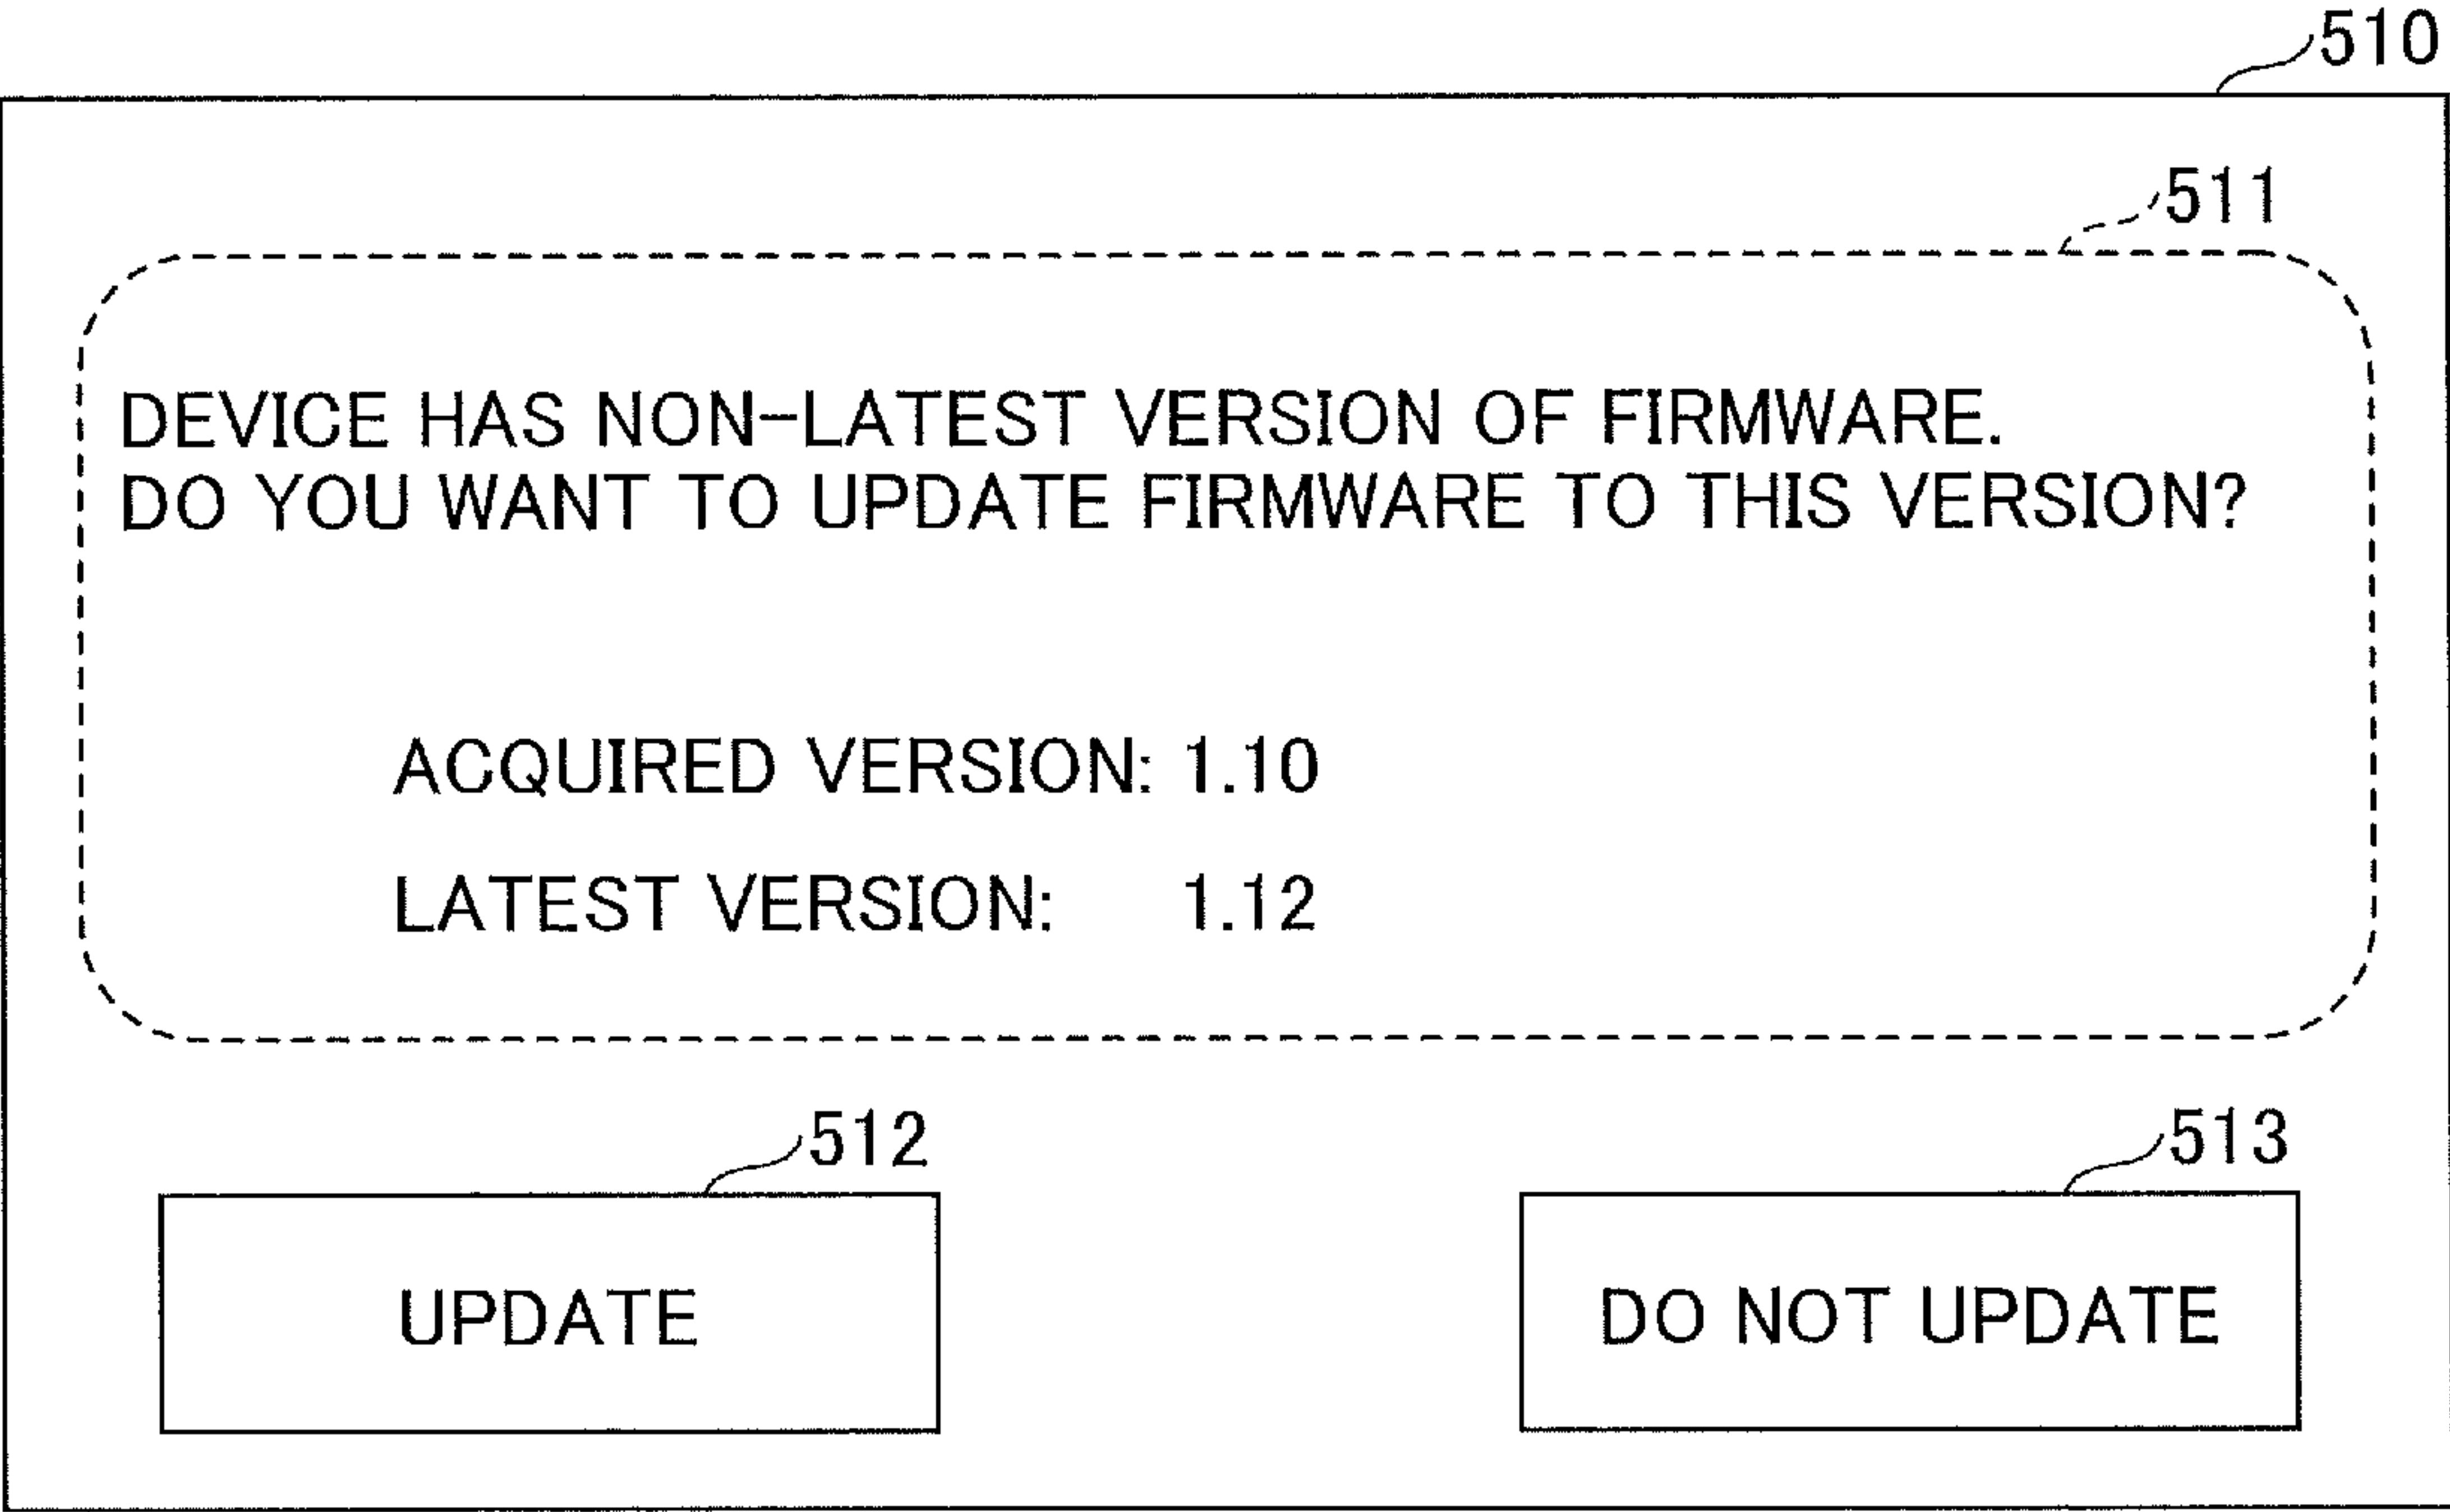 510
511
DEVICE HAS NON-LATEST VERSION OF FIRMWARE.
DO YOU WANT TO UPDATE FIRMWARE TO THIS VERSION?
ACQUIRED VERSION: 1.10
LATEST VERSION: 1.12
512
513
UPDATE
DO NOT UPDATE